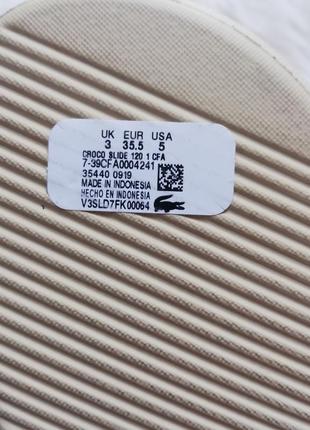 UK EUR USA
3 35.5 5
CROCO SLIDE 120 1 CFA
7-39CFA0004241
35440 0919
MADE IN INDONESIA
HECHO EN INDONESIA
V3SLD7FK00064